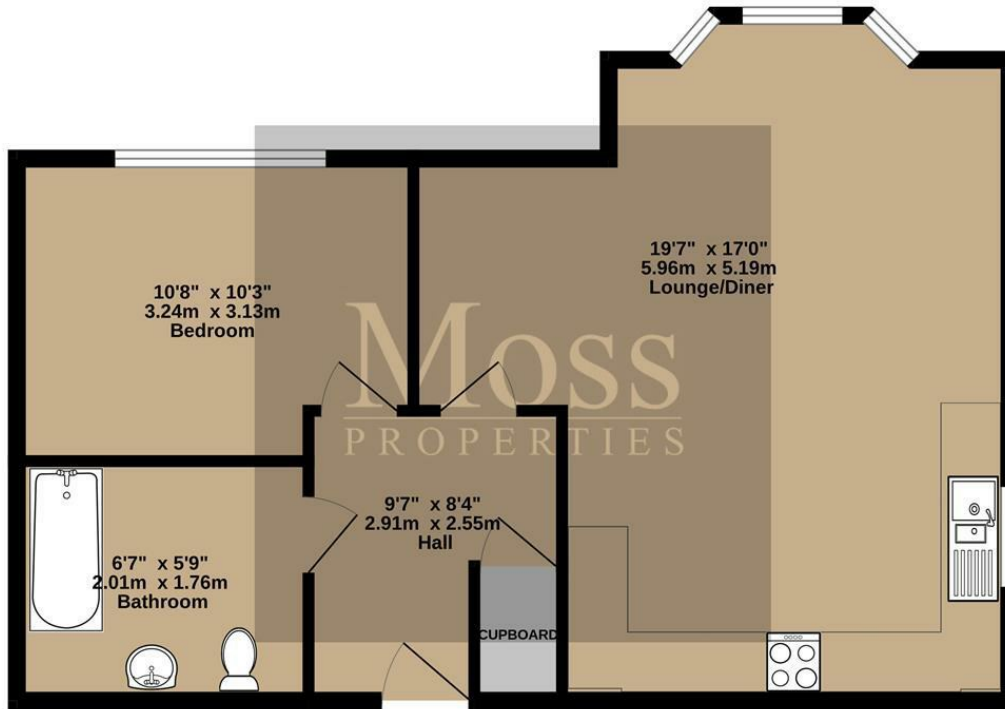 19'7" x 17'0"
5.96m x 5.19m
Lounge/Diner
10'8" x 10'3"
3.24m x 3.13m
Bedroom
MOSS
PROPERTIES
9'7" x 8'4"
2.91m x 2.55m
Hall
6'7" x 5'9"
2.01m x 1.76m
Bathroom
CUPBOARD